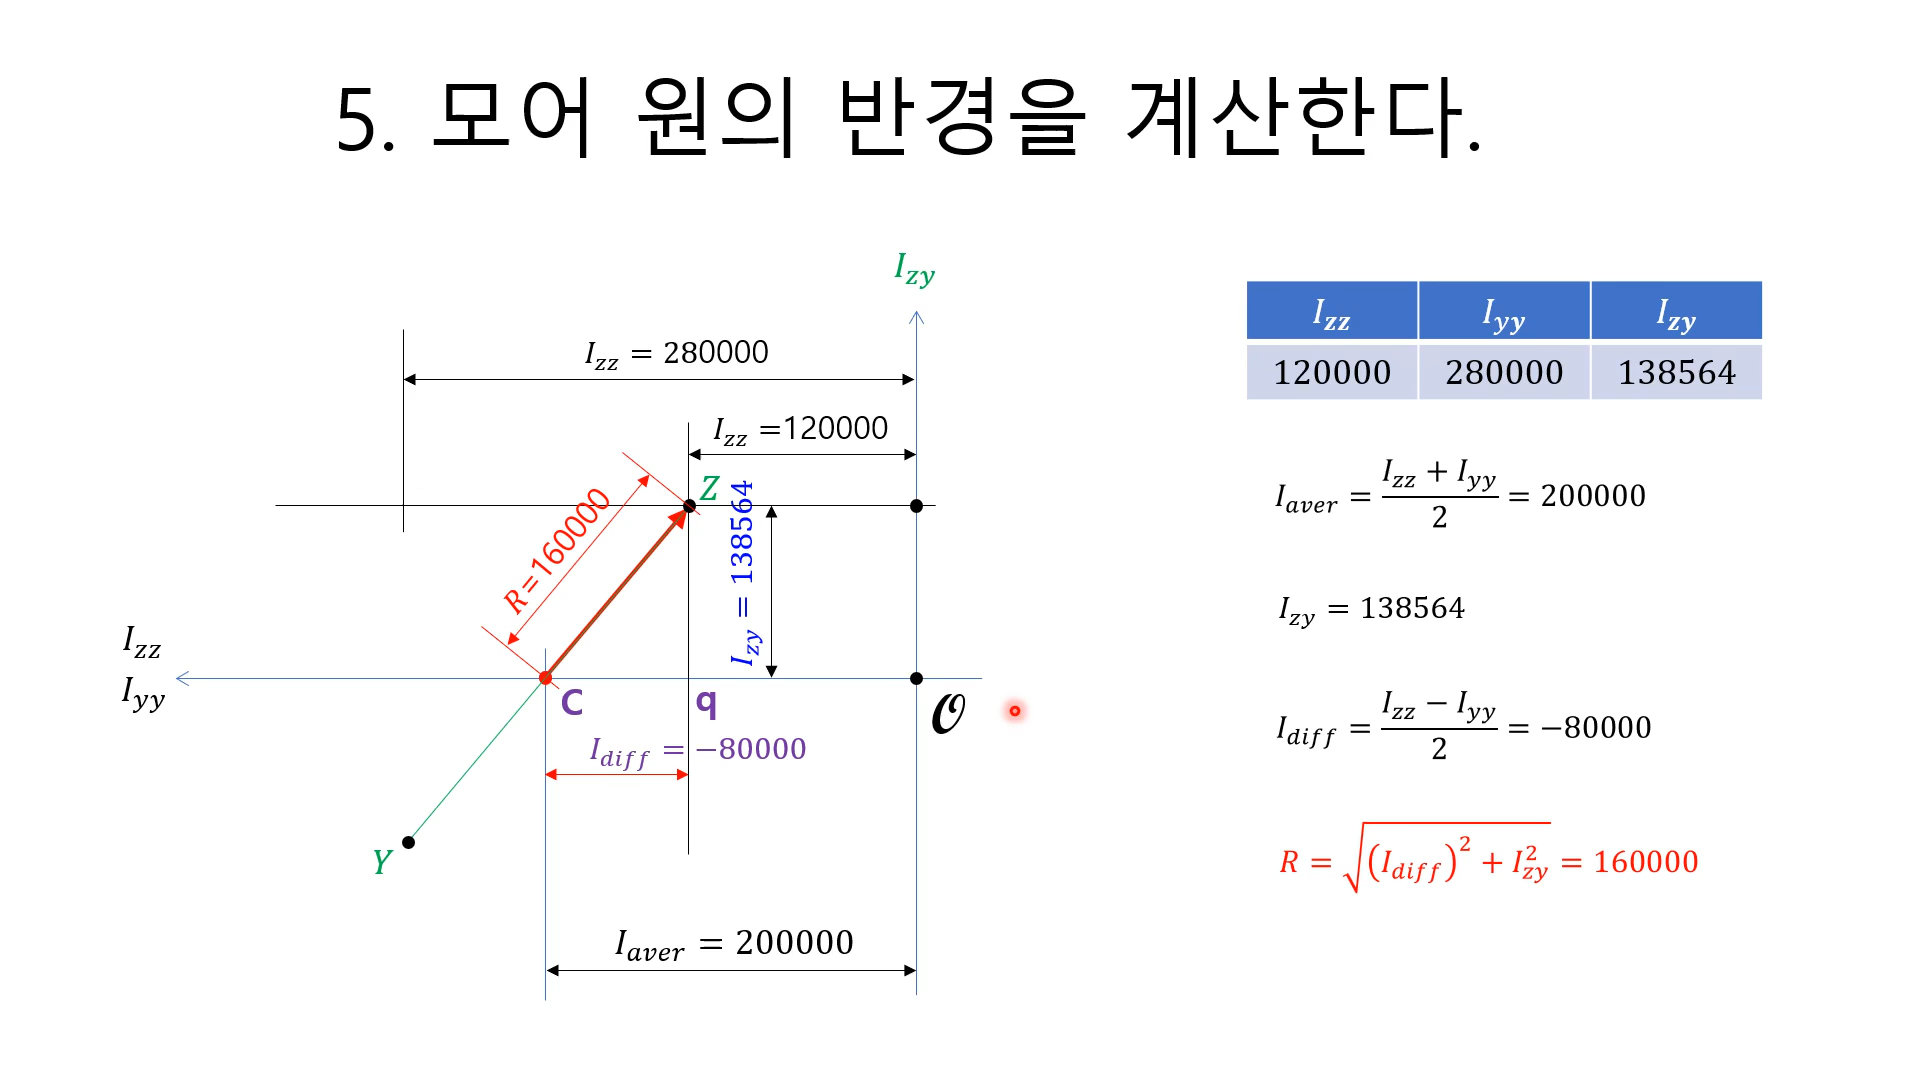 5. 모어 원의 반경을 계산한다.
I_zy
I_zz = 280000
I_zz =120000
Z
R=160000
I_zy = 138564
I_zz
I_yy
C
q
𝒪
I_diff = −80000
Y
I_aver = 200000
I_zz I_yy I_zy
120000 280000 138564
I_aver = (I_zz + I_yy)/2 = 200000
I_zy = 138564
I_diff = (I_zz − I_yy)/2 = −80000
R = √((I_diff)^2 + I_zy^2) = 160000